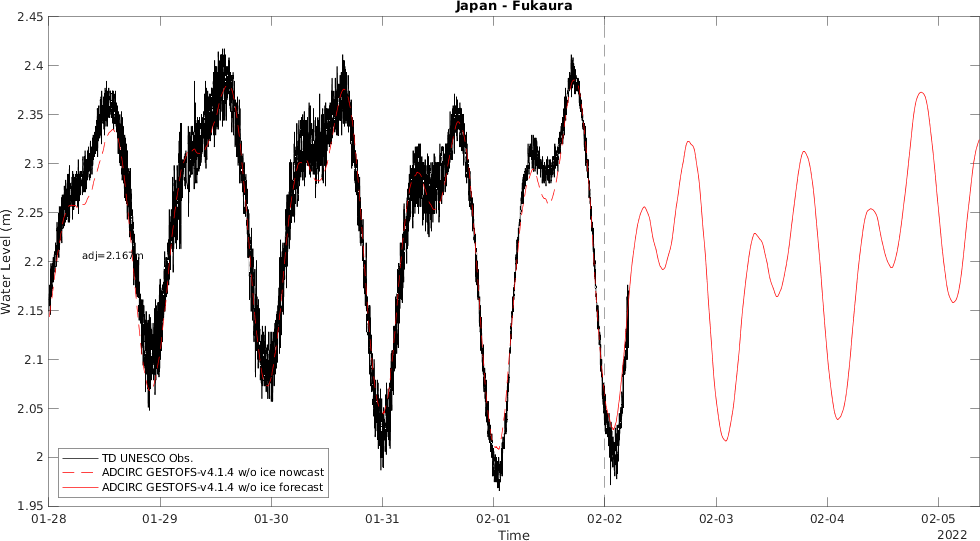 Japan - Fukaura
2.45
2.4
2.35
2.3
2.25
2.2
2.15
2.1
2.05
2
1.95
Water Level (m)
adj=2.167m
TD UNESCO Obs.
ADCIRC GESTOFS-v4.1.4 w/o ice nowcast
ADCIRC GESTOFS-v4.1.4 w/o ice forecast
01-28 01-29 01-30 01-31 02-01 02-02 02-03 02-04 02-05
Time
2022